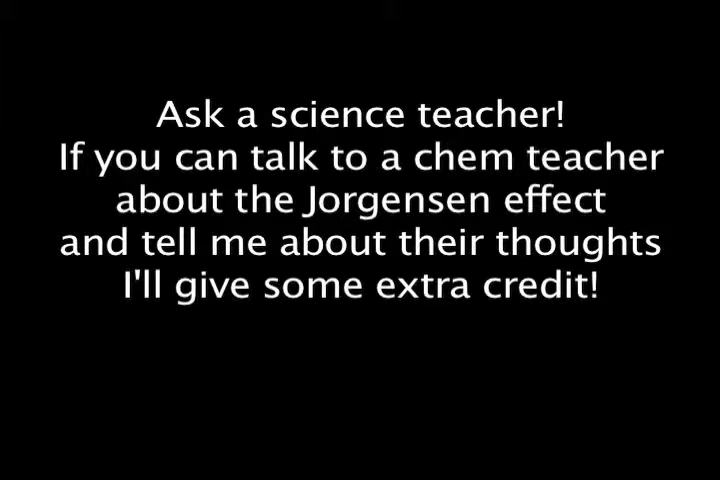 Ask a science teacher!
If you can talk to a chem teacher
about the Jorgensen effect
and tell me about their thoughts
I'll give some extra credit!